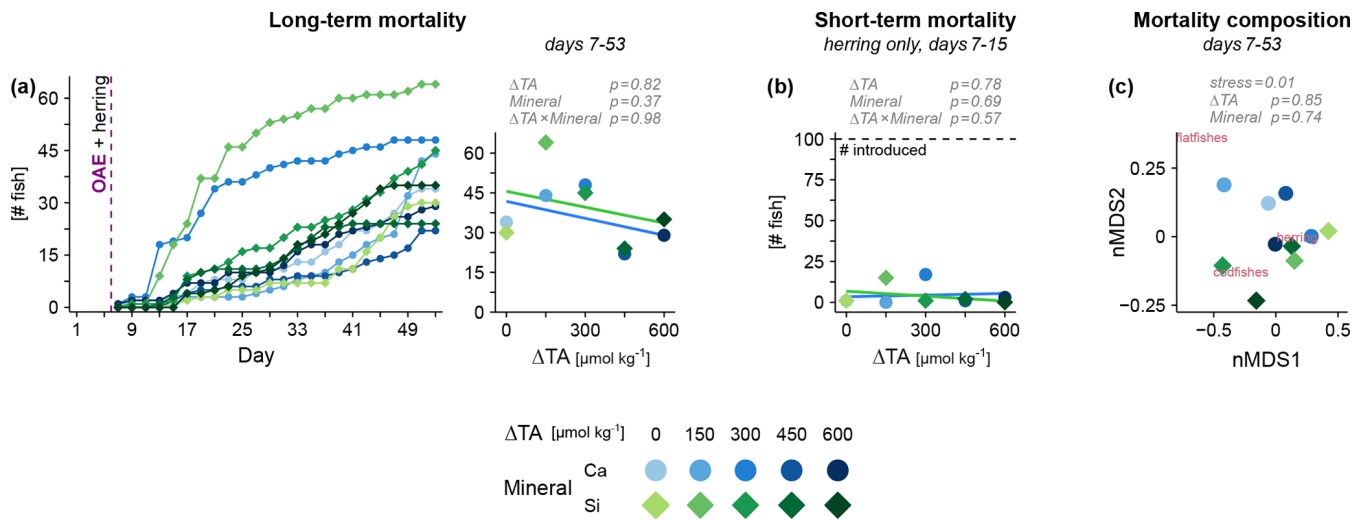 Long-term mortality
Short-term mortality
Mortality composition
days 7-53
herring only, days 7-15
days 7-53
(a)
OAE + herring
[# fish]
60
45
30
15
0
1 9 17 25 33 41 49
Day
ΔTA p=0.82
Mineral p=0.37
ΔTA×Mineral p=0.98
60
45
30
15
0
0 150 300 450 600
ΔTA [µmol kg⁻¹]
(b)
ΔTA p=0.78
Mineral p=0.69
ΔTA×Mineral p=0.57
# introduced
[# fish]
100
75
50
25
0
0 150 300 450 600
ΔTA [µmol kg⁻¹]
(c)
stress=0.01
ΔTA p=0.85
Mineral p=0.74
flatfishes
herring
codfishes
nMDS2
0.25
0
−0.25
−0.5 0 0.5
nMDS1
ΔTA [µmol kg⁻¹] 0 150 300 450 600
Mineral
Ca
Si